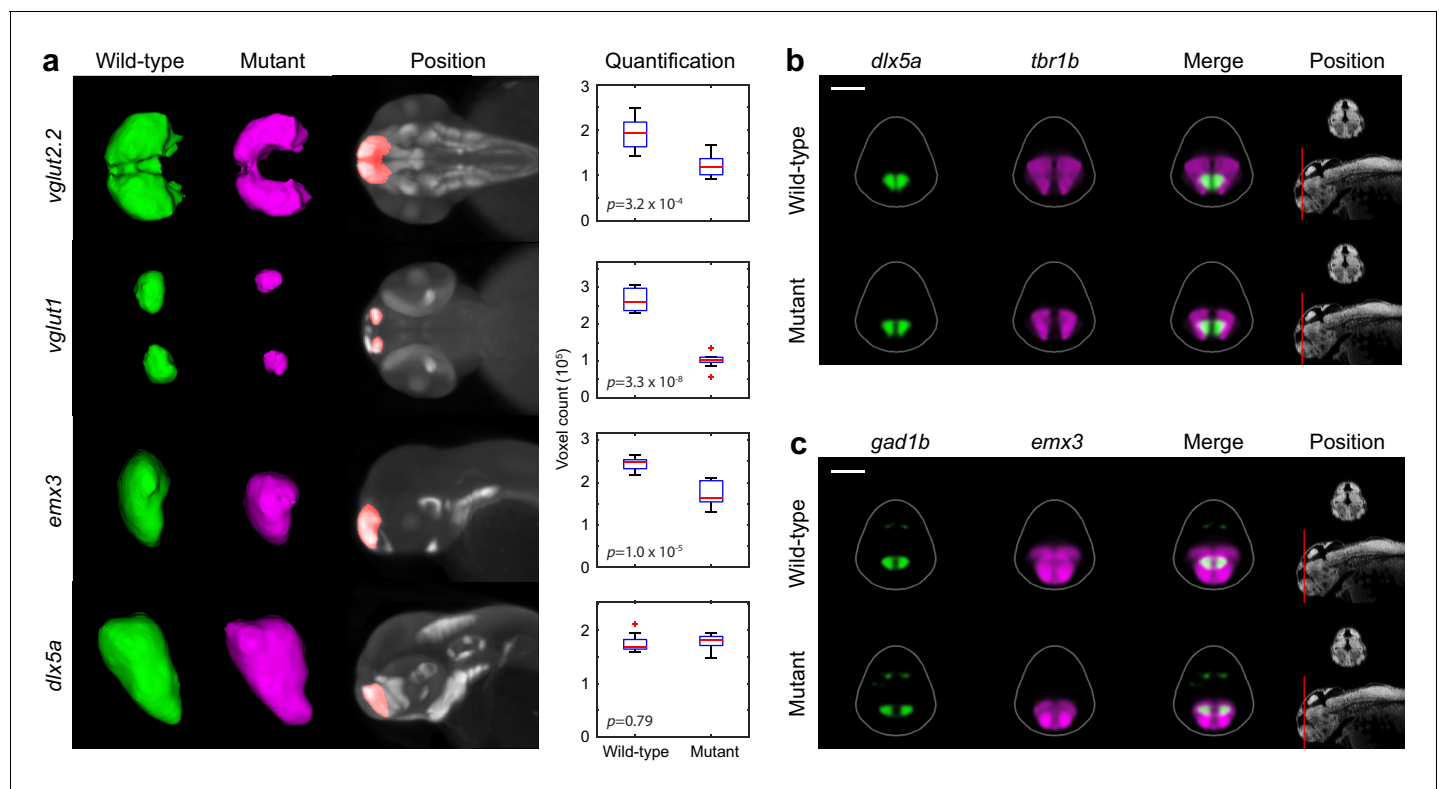 a
Wild-type Mutant Position Quantification
vglut2.2
3
2
1
0
p=3.2 x 10-4
vglut1
3
2
1
0
p=3.3 x 10-8
Voxel count (105)
emx3
3
2
1
0
p=1.0 x 10-5
dlx5a
2
1
0
p=0.79
Wild-type Mutant
b
dlx5a tbr1b Merge Position
Wild-type
Mutant
c
gad1b emx3 Merge Position
Wild-type
Mutant